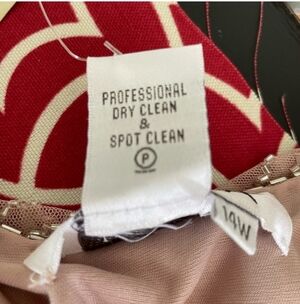 PROFESSIONAL
DRY CLEAN
&
SPOT CLEAN
P
14W